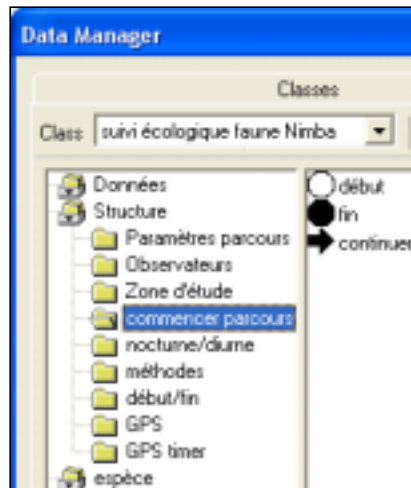 Data Manager
Classes
Class suivi écologique faune Nimba
Données
Structure
Paramètres parcours
Observateurs
Zone d'étude
commencer parcours
nocturne/diurne
méthodes
début/fin
GPS
GPS timer
espèce
début
fin
continuer